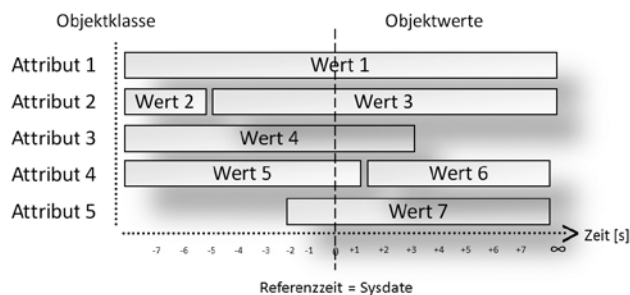 Objektklasse Objektwerte
Attribut 1 Wert 1
Attribut 2 Wert 2 Wert 3
Attribut 3 Wert 4
Attribut 4 Wert 5 Wert 6
Attribut 5 Wert 7
Zeit [s]
-7 -6 -5 -4 -3 -2 -1 0 +1 +2 +3 +4 +5 +6 +7 ∞
Referenzzeit = Sysdate